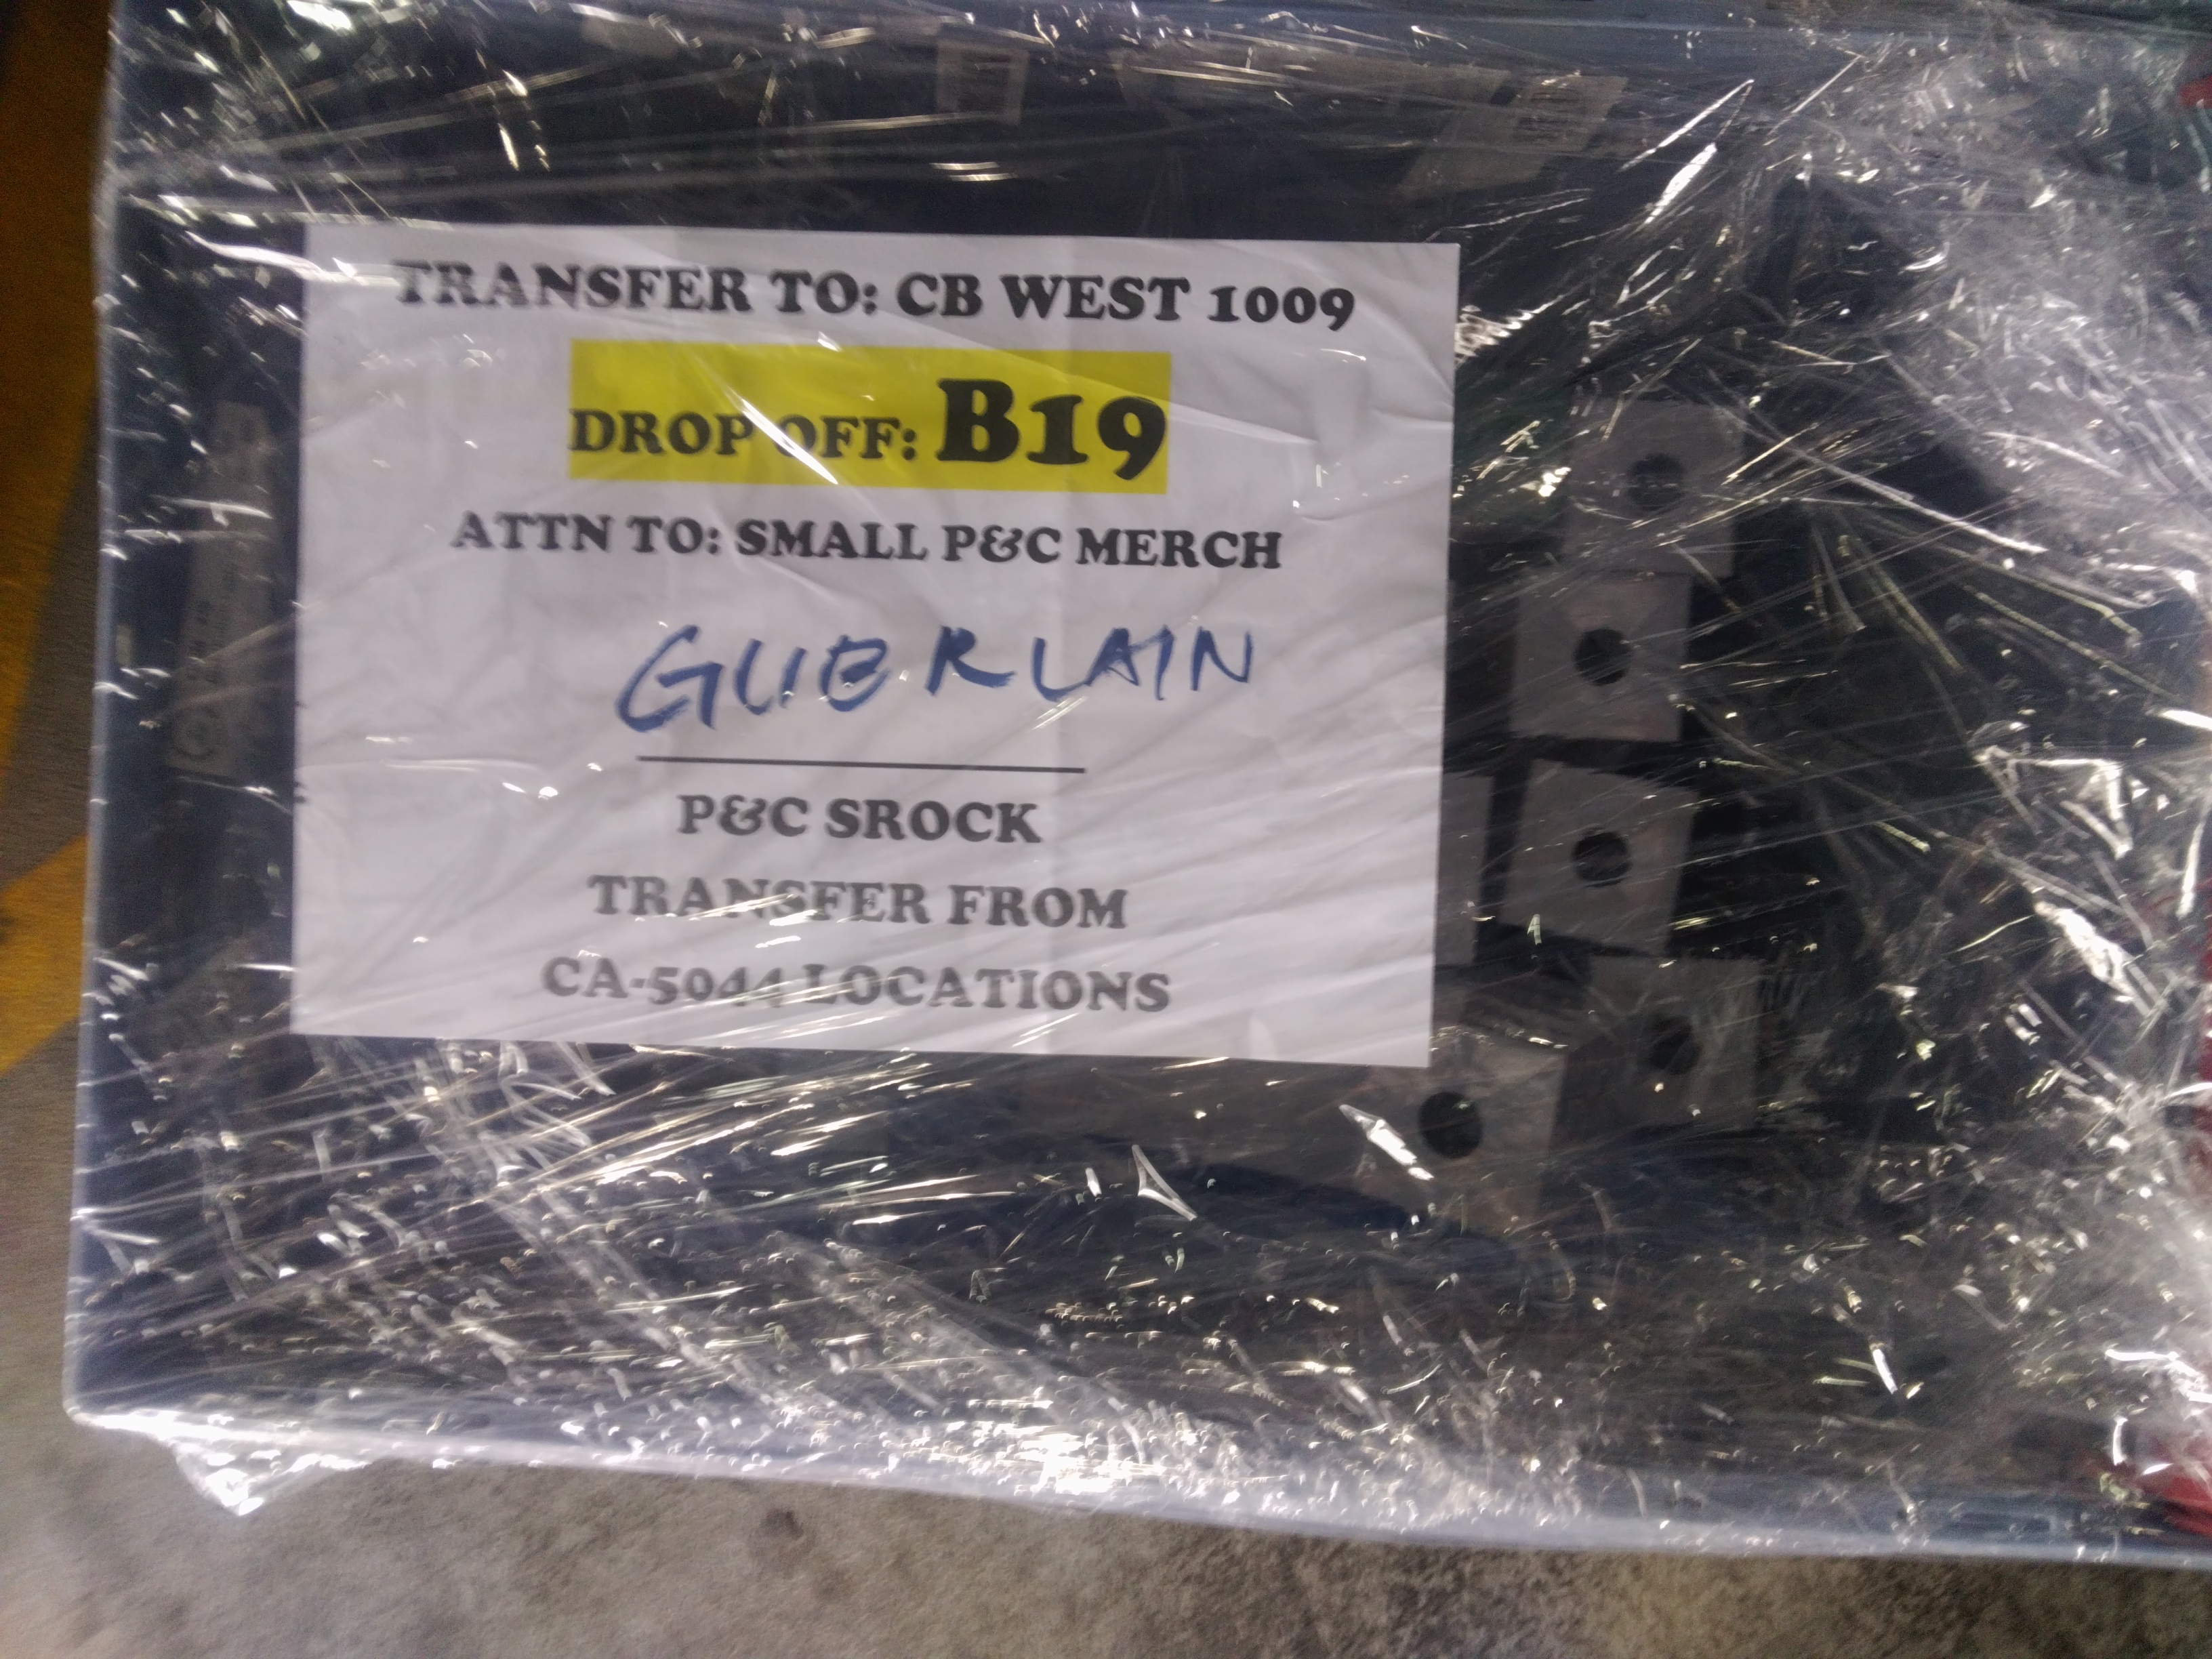 TRANSFER TO: CB WEST 1009
DROP OFF: B19
ATTN TO: SMALL P&C MERCH
GUERLAIN
P&C SROCK
TRANSFER FROM
CA-5044 LOCATIONS